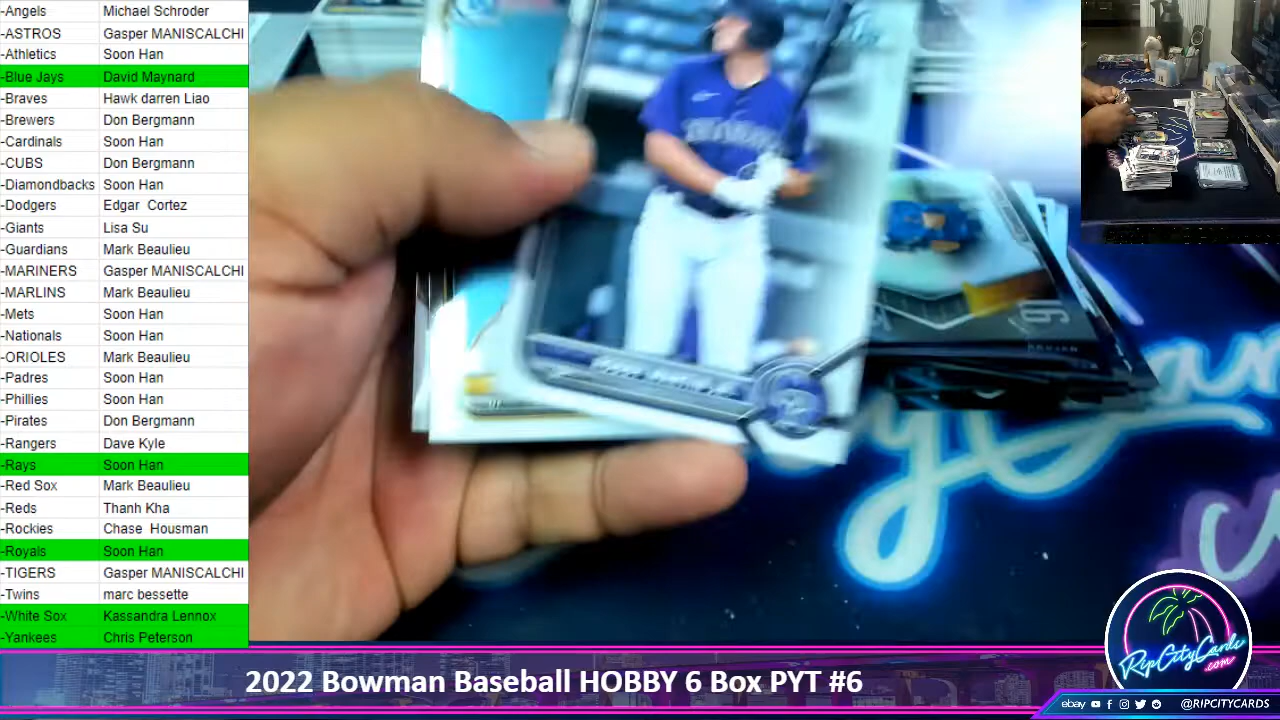 -Angels Michael Schroder
-ASTROS Gasper MANISCALCHI
-Athletics Soon Han
-Blue Jays David Maynard
-Braves Hawk darren Liao
-Brewers Don Bergmann
-Cardinals Soon Han
-CUBS Don Bergmann
-Diamondbacks Soon Han
-Dodgers Edgar Cortez
-Giants Lisa Su
-Guardians Mark Beaulieu
-MARINERS Gasper MANISCALCHI
-MARLINS Mark Beaulieu
-Mets Soon Han
-Nationals Soon Han
-ORIOLES Mark Beaulieu
-Padres Soon Han
-Phillies Soon Han
-Pirates Don Bergmann
-Rangers Dave Kyle
-Rays Soon Han
-Red Sox Mark Beaulieu
-Reds Thanh Kha
-Rockies Chase Housman
-Royals Soon Han
-TIGERS Gasper MANISCALCHI
-Twins marc bessette
-White Sox Kassandra Lennox
-Yankees Chris Peterson
RipCityCards
.com
2022 Bowman Baseball HOBBY 6 Box PYT #6
ebay @RIPCITYCARDS